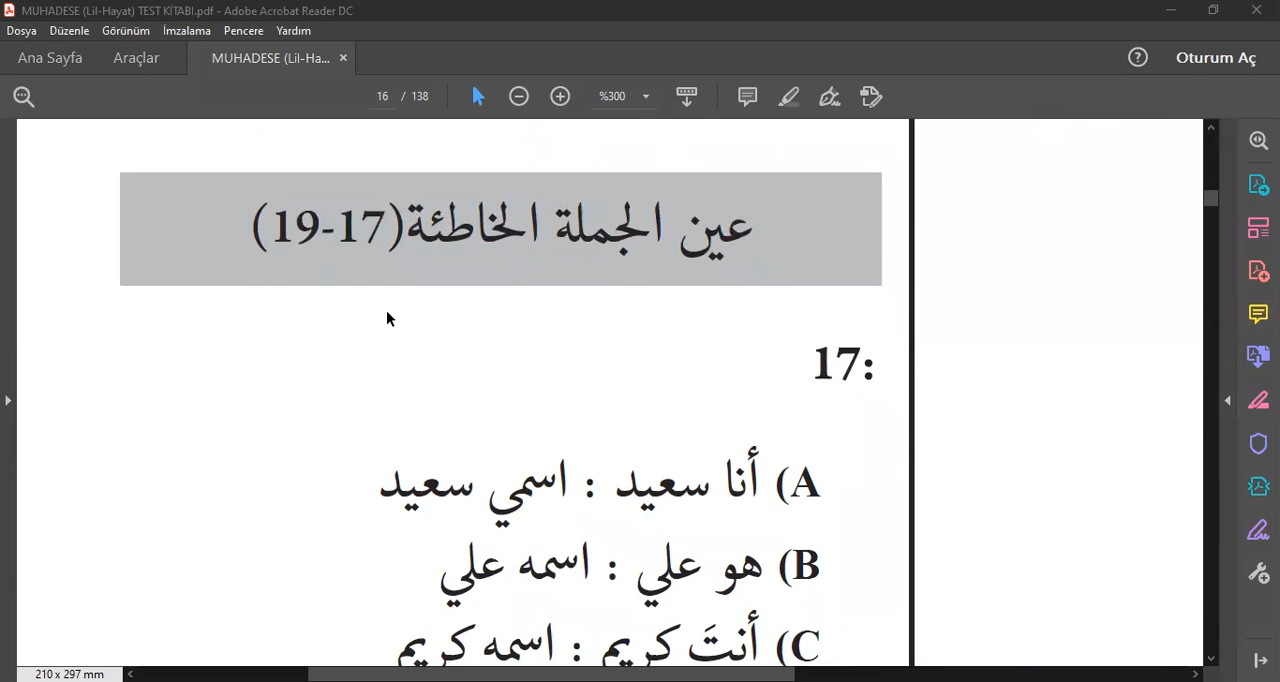 MUHADESE (Lil-Hayat) TEST KİTABI.pdf - Adobe Acrobat Reader DC
Dosya Düzenle Görünüm İmzalama Pencere Yardım
Ana Sayfa Araçlar MUHADESE (Lil-Ha... × ? Oturum Aç
16 / 138 %300
عين الجملة الخاطئة(17-19)
17:
A) أنا سعيد : اسمي سعيد
B) هو علي : اسمه علي
C) أنتَ كريم : اسمه كريم
210 x 297 mm